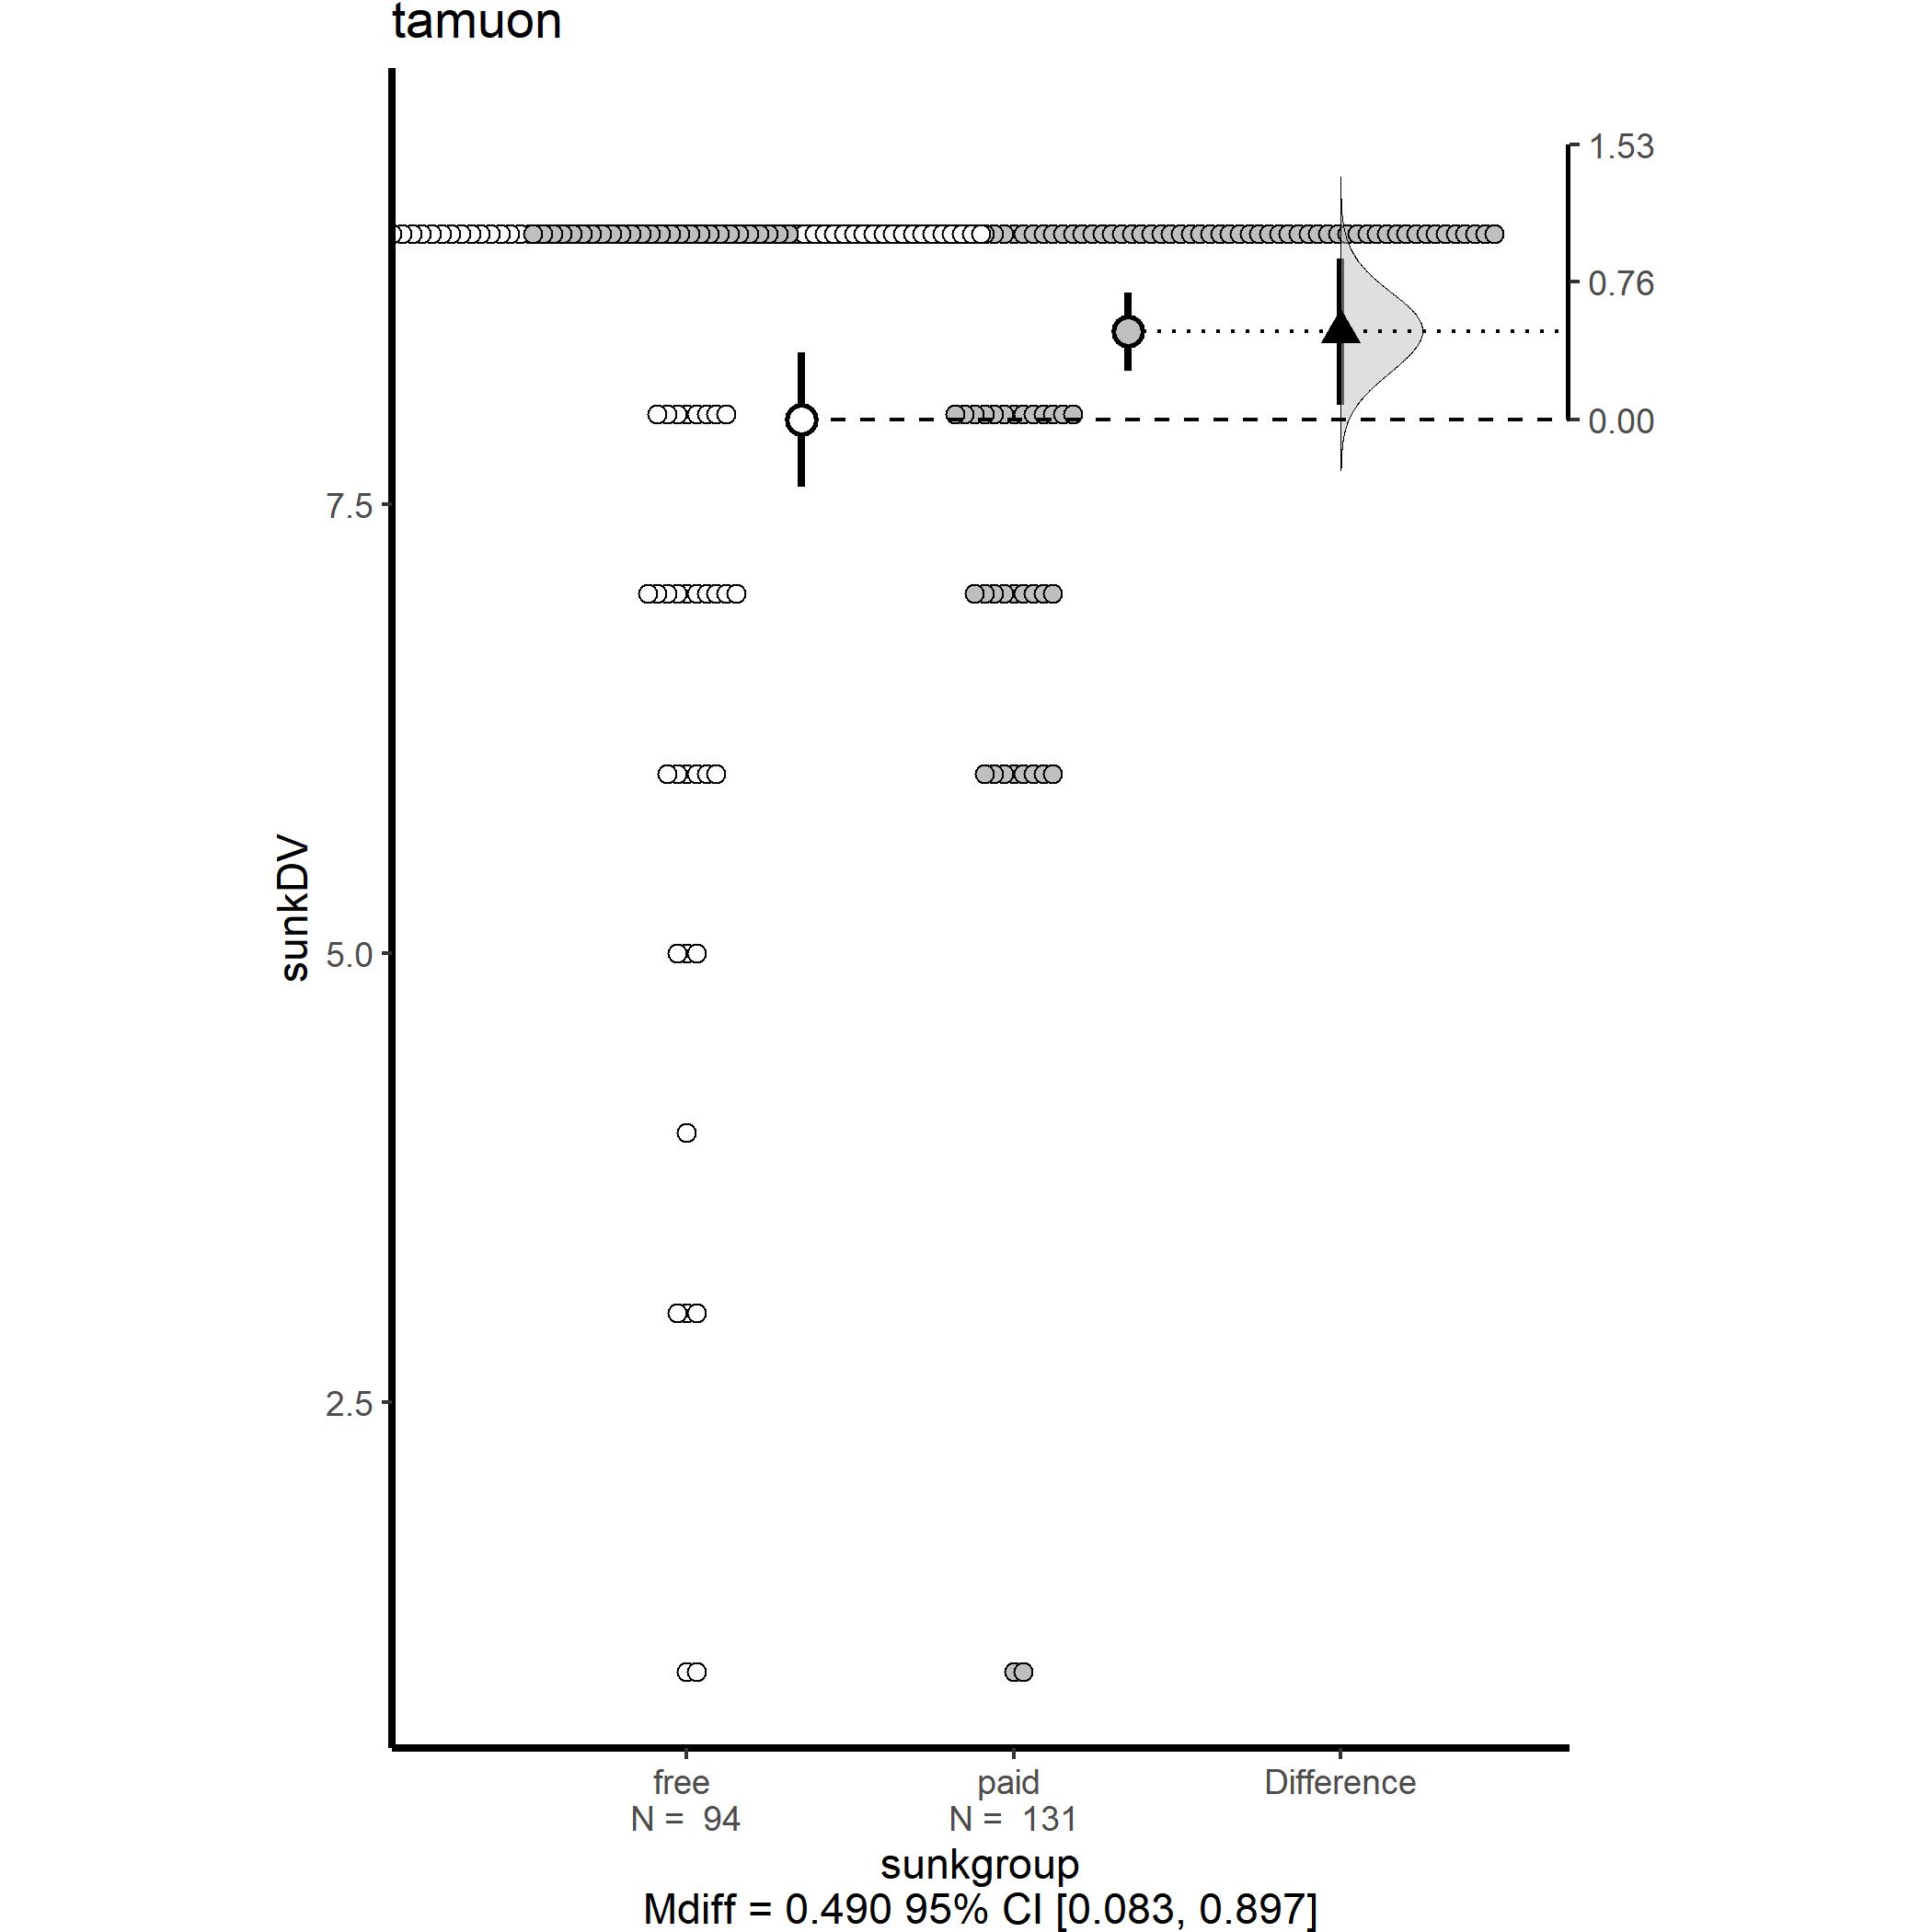 tamuon
1.53
0.76
0.00
7.5
5.0
2.5
sunkDV
free
N =  94
paid
N =  131
Difference
sunkgroup
Mdiff = 0.490 95% CI [0.083, 0.897]